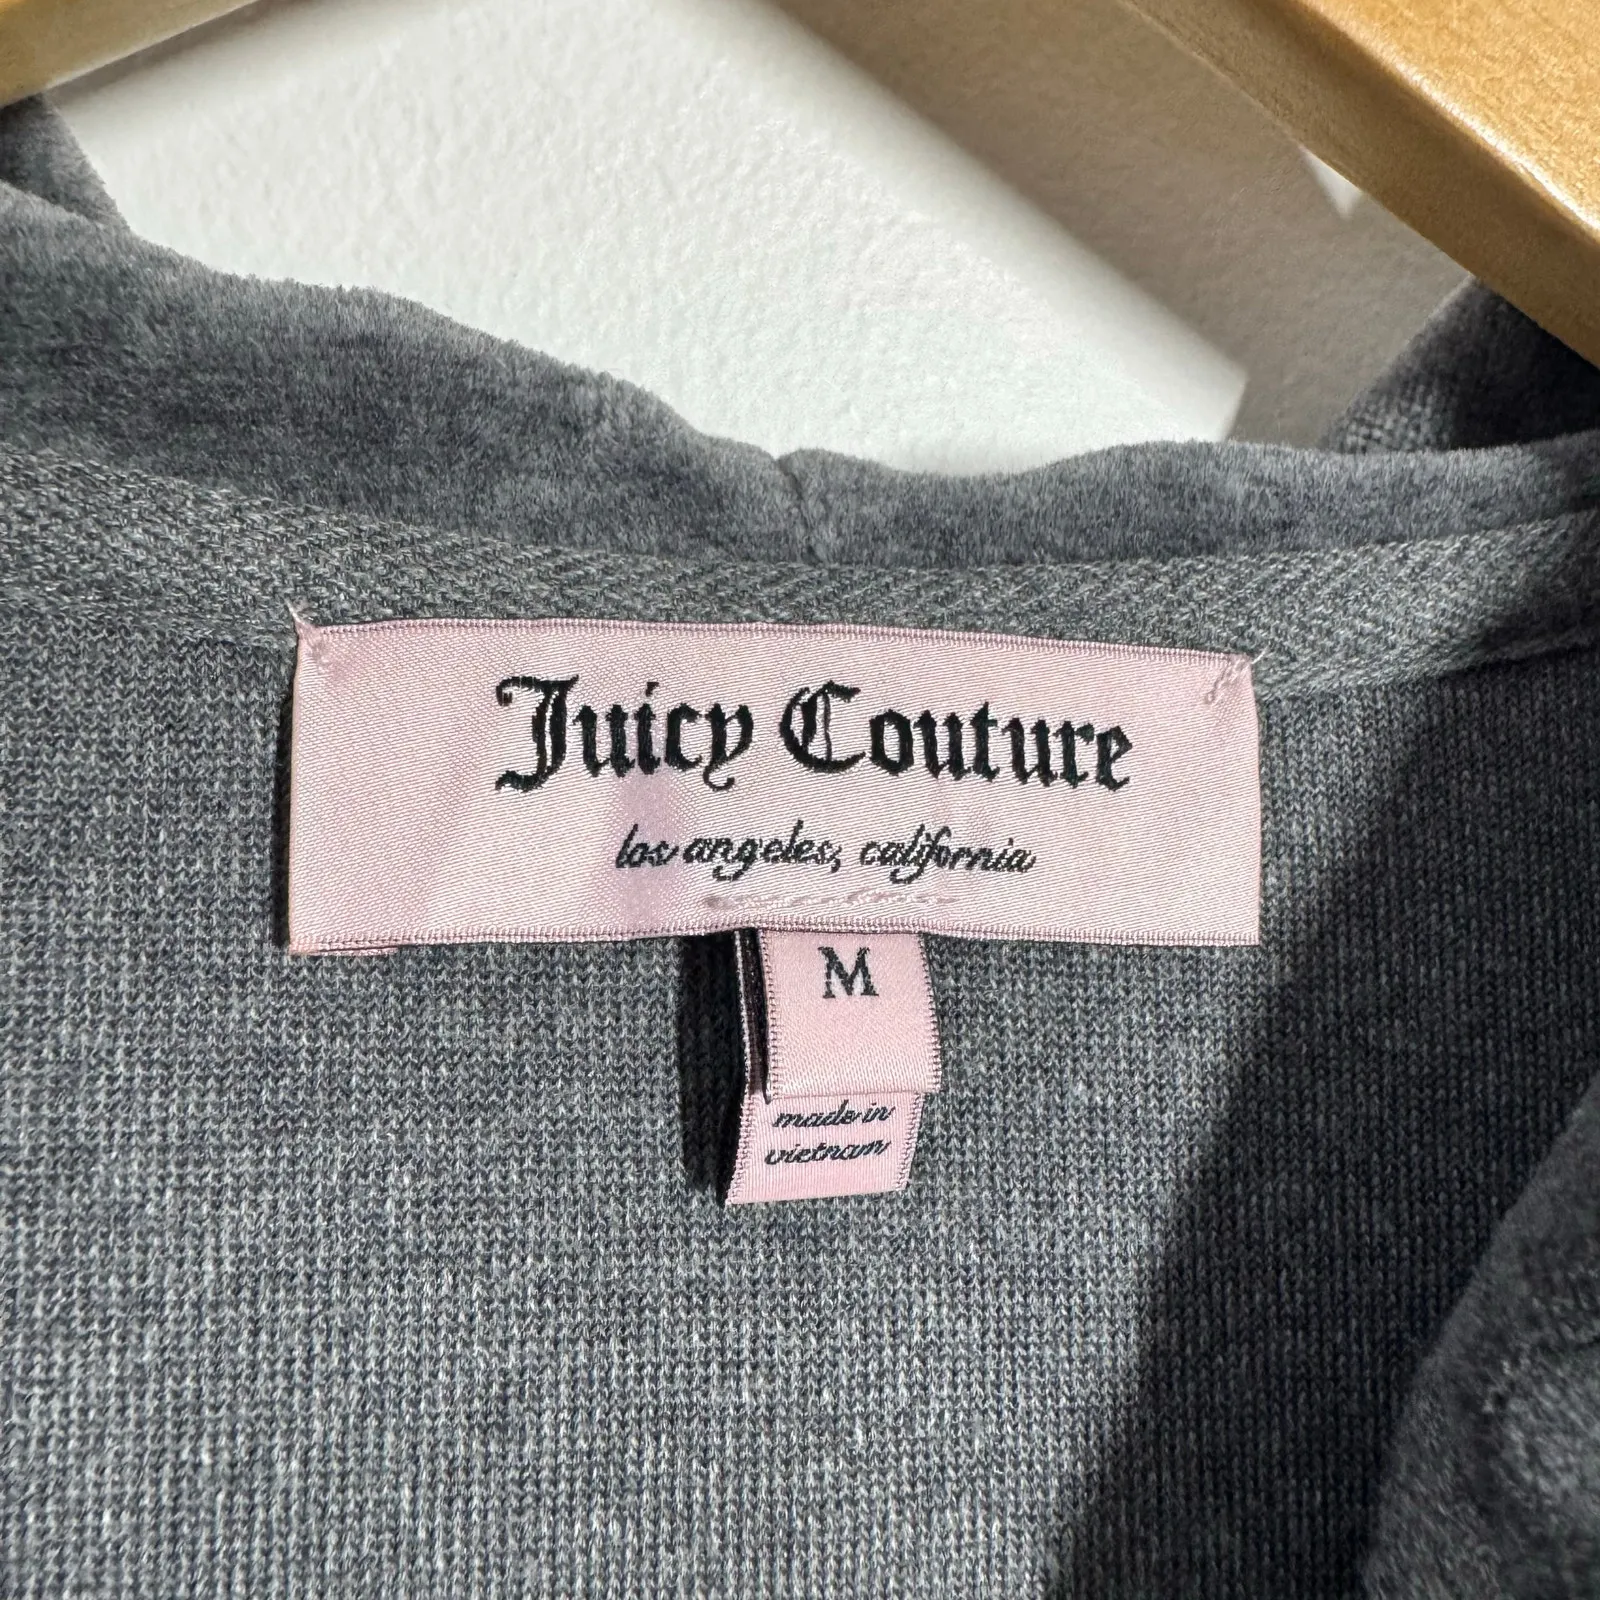 Juicy Couture
los angeles, california
M
made in
vietnam